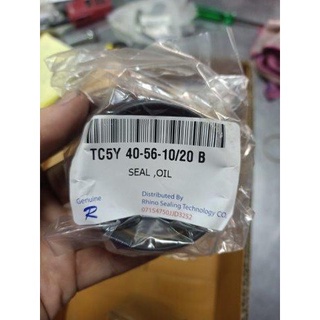 TC5Y 40-56-10/20 B
SEAL ,OIL
Genuine
R
Distributed By
Rhino Sealing Technology CO.